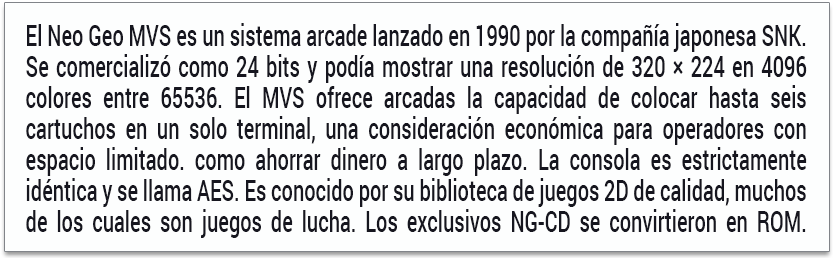 El Neo Geo MVS es un sistema arcade lanzado en 1990 por la compañía japonesa SNK.
Se comercializó como 24 bits y podía mostrar una resolución de 320 × 224 en 4096
colores entre 65536. El MVS ofrece arcadas la capacidad de colocar hasta seis
cartuchos en un solo terminal, una consideración económica para operadores con
espacio limitado. como ahorrar dinero a largo plazo. La consola es estrictamente
idéntica y se llama AES. Es conocido por su biblioteca de juegos 2D de calidad, muchos
de los cuales son juegos de lucha. Los exclusivos NG-CD se convirtieron en ROM.